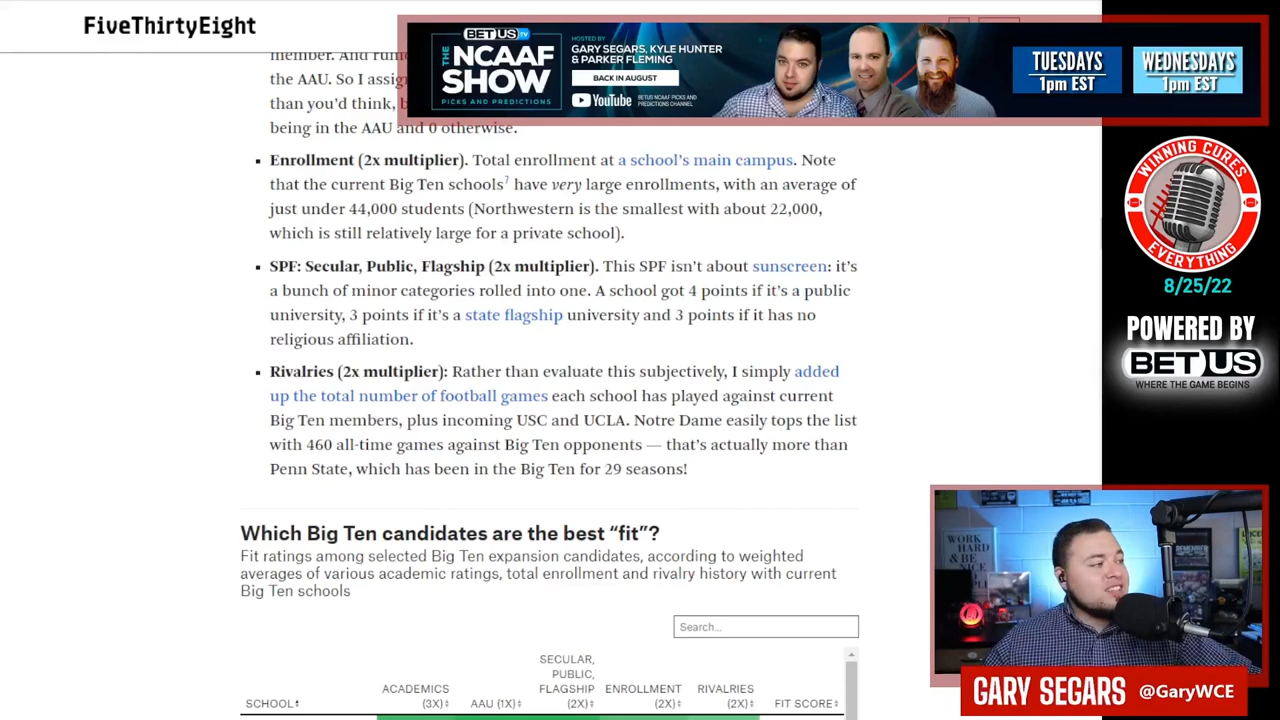 FiveThirtyEight
BETUS TV
THE NCAAF SHOW
PICKS AND PREDICTIONS
HOSTED BY
GARY SEGARS, KYLE HUNTER
& PARKER FLEMING
BACK IN AUGUST
YouTube BETUS NCAAF PICKS AND PREDICTIONS CHANNEL
TUESDAYS
1pm EST
WEDNESDAYS
1pm EST
member. And
the AAU. So I
than you'd think,
being in the AAU and 0 otherwise.
Enrollment (2x multiplier). Total enrollment at a school's main campus. Note
that the current Big Ten schools7 have very large enrollments, with an average of
just under 44,000 students (Northwestern is the smallest with about 22,000,
which is still relatively large for a private school).
SPF: Secular, Public, Flagship (2x multiplier). This SPF isn't about sunscreen: it's
a bunch of minor categories rolled into one. A school got 4 points if it's a public
university, 3 points if it's a state flagship university and 3 points if it has no
religious affiliation.
Rivalries (2x multiplier): Rather than evaluate this subjectively, I simply added
up the total number of football games each school has played against current
Big Ten members, plus incoming USC and UCLA. Notre Dame easily tops the list
with 460 all-time games against Big Ten opponents — that's actually more than
Penn State, which has been in the Big Ten for 29 seasons!
Which Big Ten candidates are the best “fit”?
Fit ratings among selected Big Ten expansion candidates, according to weighted
averages of various academic ratings, total enrollment and rivalry history with current
Big Ten schools
Search...
SCHOOL
ACADEMICS (3X)
AAU (1X)
SECULAR, PUBLIC, FLAGSHIP (2X)
ENROLLMENT (2X)
RIVALRIES (2X)
FIT SCORE
WINNING CURES
EVERYTHING
8/25/22
POWERED BY
BETUS
WHERE THE GAME BEGINS
WORK
HARD
& BE
GARY SEGARS @GaryWCE